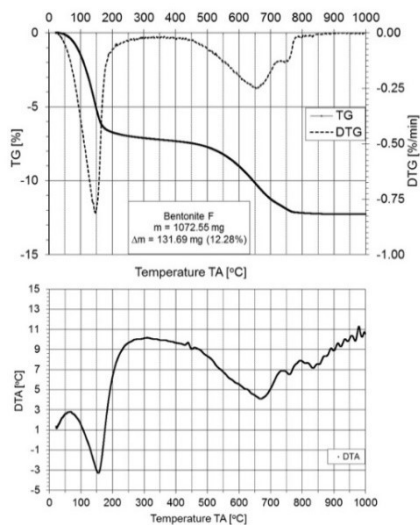 0 100 200 300 400 500 600 700 800 900 1000
0 0.00
-5 -0.25
-0.50
-10 -0.75
-15 -1.00
TG [%]
DTG [%/min]
TG
DTG
Bentonite F
m = 1072.55 mg
Δm = 131.69 mg (12.28%)
Temperature TA [°C]
15
13
11
9
7
5
3
1
-1
-3
-5
DTA [°C]
- DTA
0 100 200 300 400 500 600 700 800 900 1000
Temperature TA [°C]